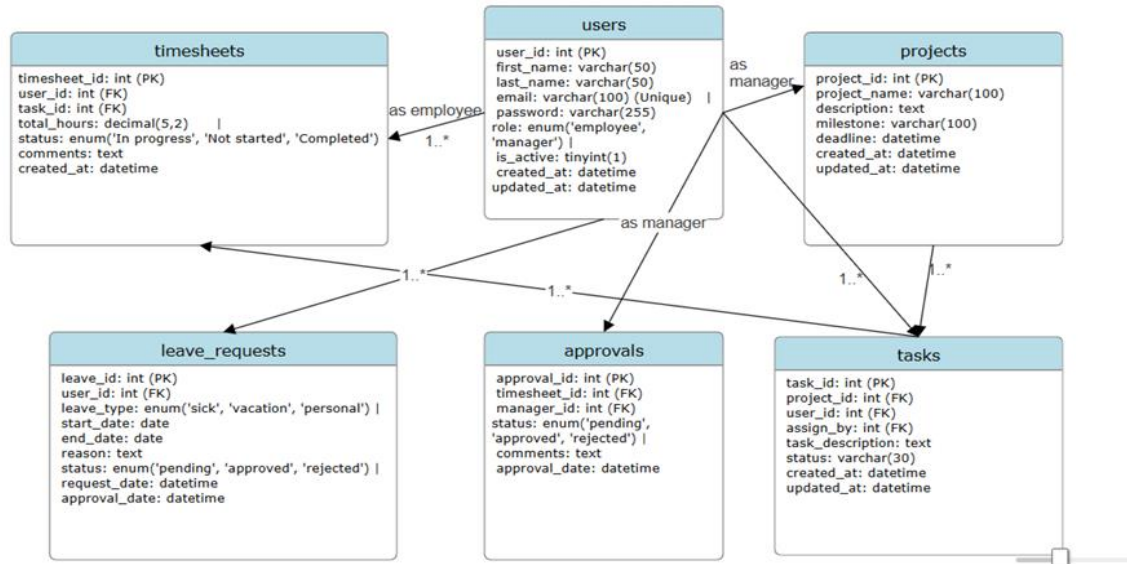 timesheets
timesheet_id: int (PK)
user_id: int (FK)
task_id: int (FK)
total_hours: decimal(5,2) |
status: enum('In progress', 'Not started', 'Completed')
comments: text
created_at: datetime
as employee
1..*
users
user_id: int (PK)
first_name: varchar(50)
last_name: varchar(50)
email: varchar(100) (Unique) |
password: varchar(255)
role: enum('employee',
'manager') |
is_active: tinyint(1)
created_at: datetime
updated_at: datetime
as
manager
projects
project_id: int (PK)
project_name: varchar(100)
description: text
milestone: varchar(100)
deadline: datetime
created_at: datetime
updated_at: datetime
as manager
1..*
1..*
1..*
1..*
leave_requests
leave_id: int (PK)
user_id: int (FK)
leave_type: enum('sick', 'vacation', 'personal') |
start_date: date
end_date: date
reason: text
status: enum('pending', 'approved', 'rejected') |
request_date: datetime
approval_date: datetime
approvals
approval_id: int (PK)
timesheet_id: int (FK)
manager_id: int (FK)
status: enum('pending,
'approved', 'rejected') |
comments: text
approval_date: datetime
tasks
task_id: int (PK)
project_id: int (FK)
user_id: int (FK)
assign_by: int (FK)
task_description: text
status: varchar(30)
created_at: datetime
updated_at: datetime